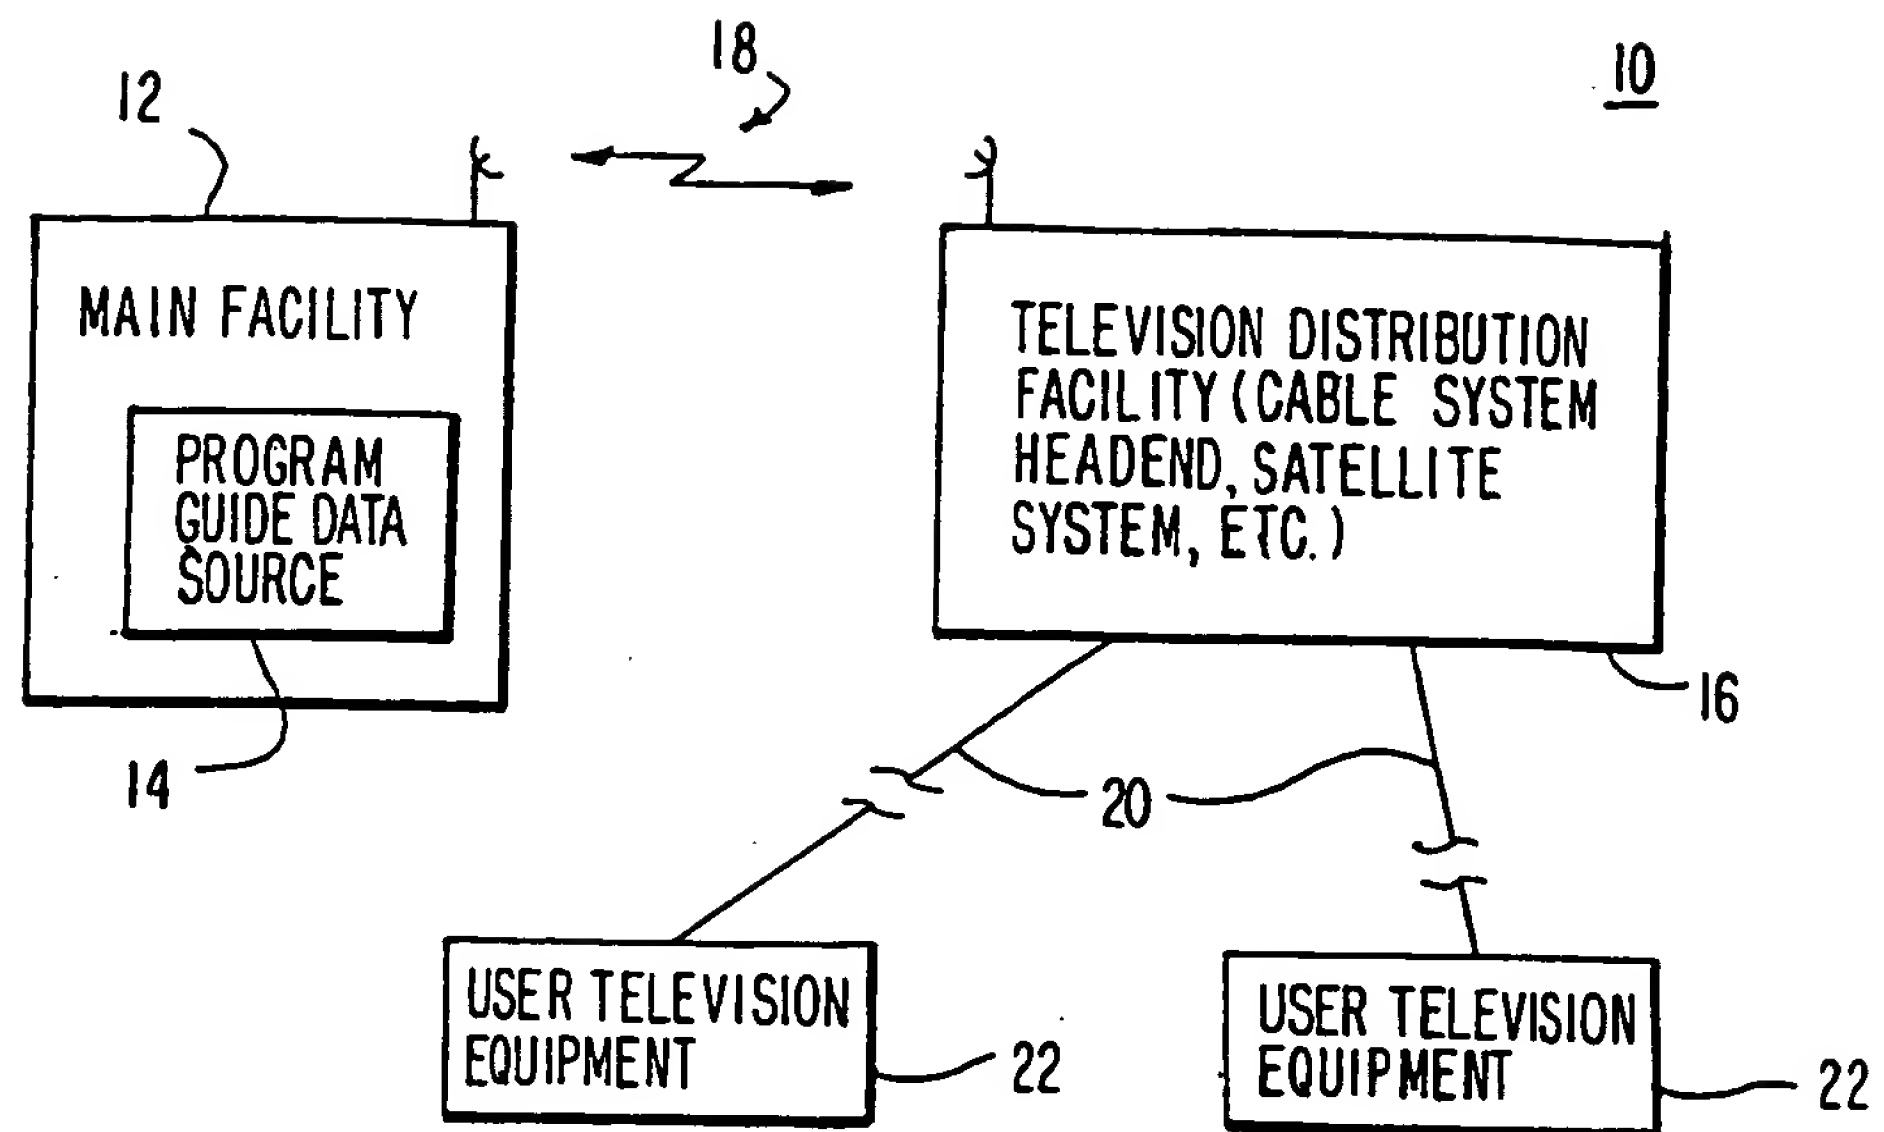 18
10
12
MAIN FACILITY
PROGRAM
GUIDE DATA
SOURCE
14
TELEVISION DISTRIBUTION
FACILITY (CABLE SYSTEM
HEADEND, SATELLITE
SYSTEM, ETC.)
16
20
USER TELEVISION
EQUIPMENT
22
USER TELEVISION
EQUIPMENT
22